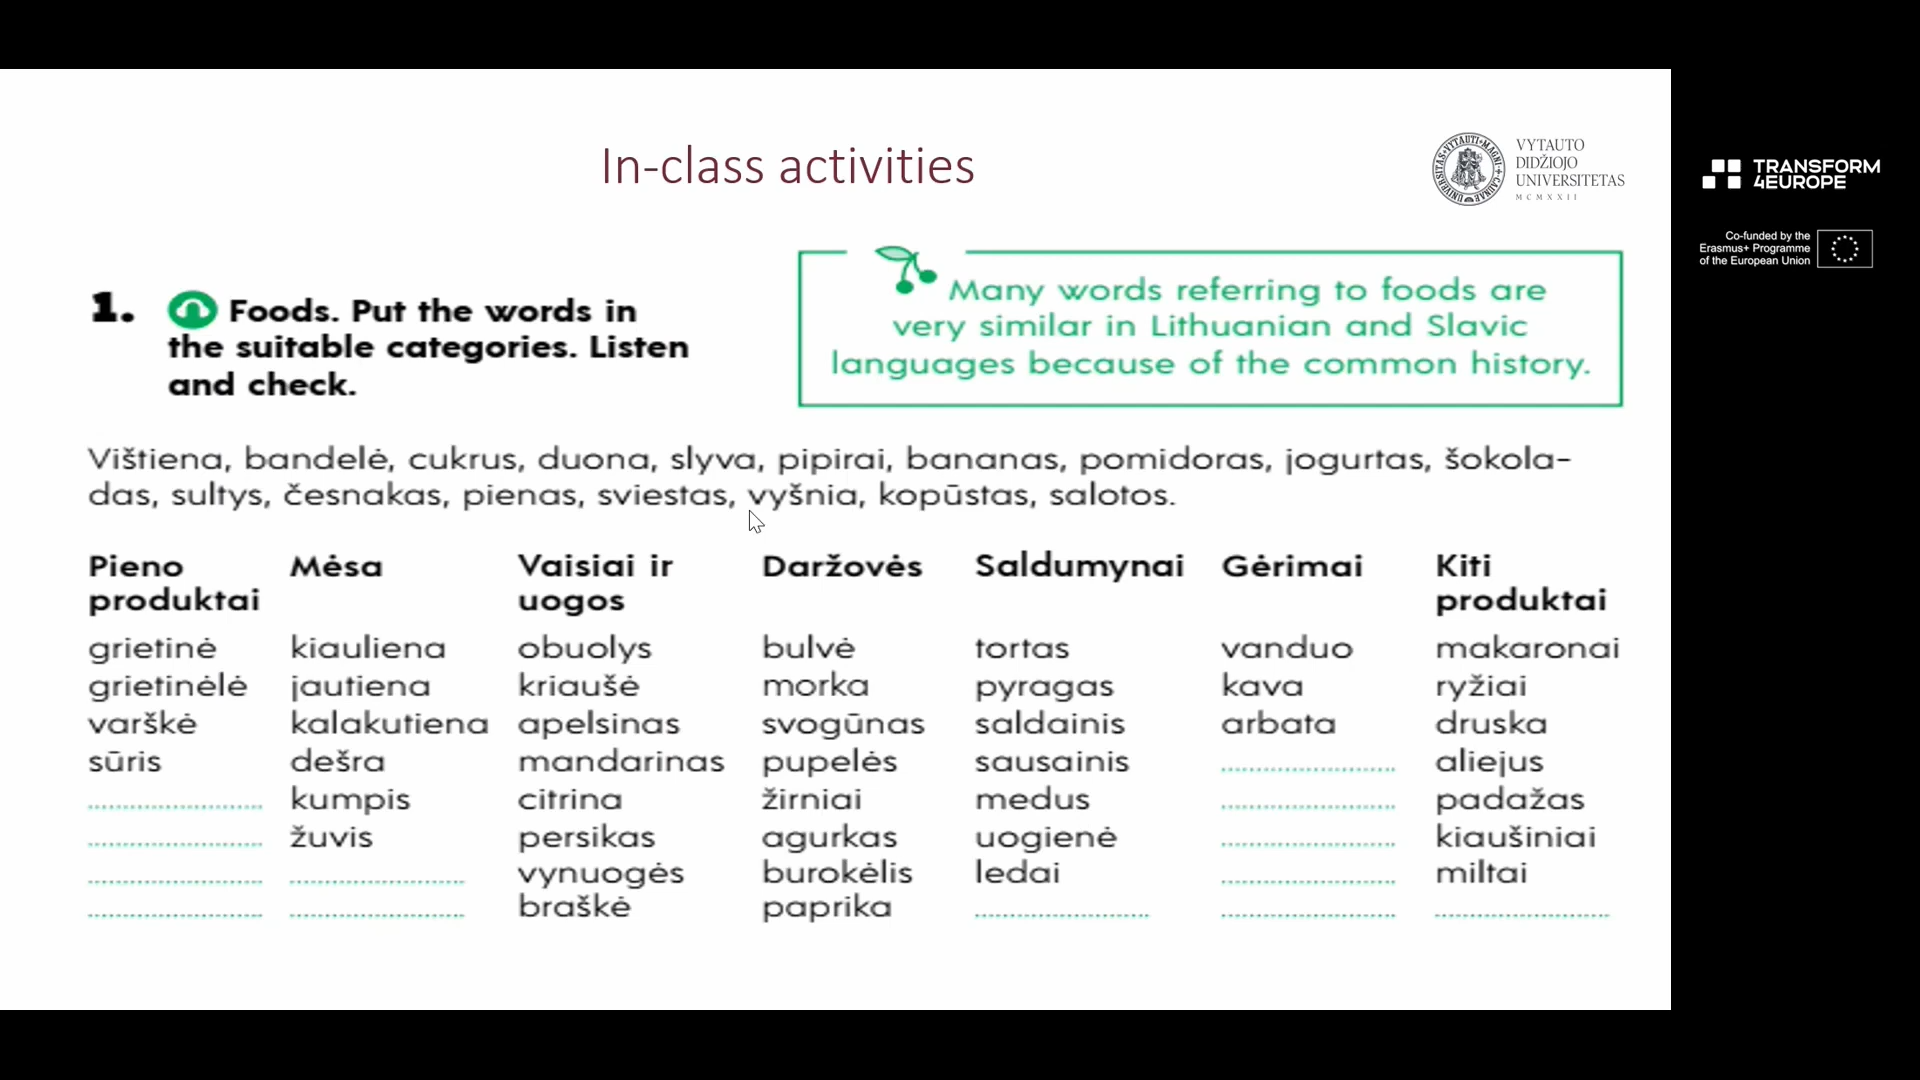 In-class activities
VYTAUTO
DIDŽIOJO
UNIVERSITETAS
MCMXXII
TRANSFORM
4EUROPE
Co-funded by the
Erasmus+ Programme
of the European Union
Many words referring to foods are
very similar in Lithuanian and Slavic
languages because of the common history.
1. Foods. Put the words in
the suitable categories. Listen
and check.
Vištiena, bandelė, cukrus, duona, slyva, pipirai, bananas, pomidoras, jogurtas, šokola-
das, sultys, česnakas, pienas, sviestas, vyšnia, kopūstas, salotos.
Pieno
produktai
grietinė
grietinėlė
varškė
sūris
Mėsa
kiauliena
jautiena
kalakutiena
dešra
kumpis
žuvis
Vaisiai ir
uogos
obuolys
kriaušė
apelsinas
mandarinas
citrina
persikas
vynuogės
braškė
Daržovės
bulvė
morka
svogūnas
pupelės
žirniai
agurkas
burokėlis
paprika
Saldumynai
tortas
pyragas
saldainis
sausainis
medus
uogienė
ledai
Gėrimai
vanduo
kava
arbata
Kiti
produktai
makaronai
ryžiai
druska
aliejus
padažas
kiaušiniai
miltai